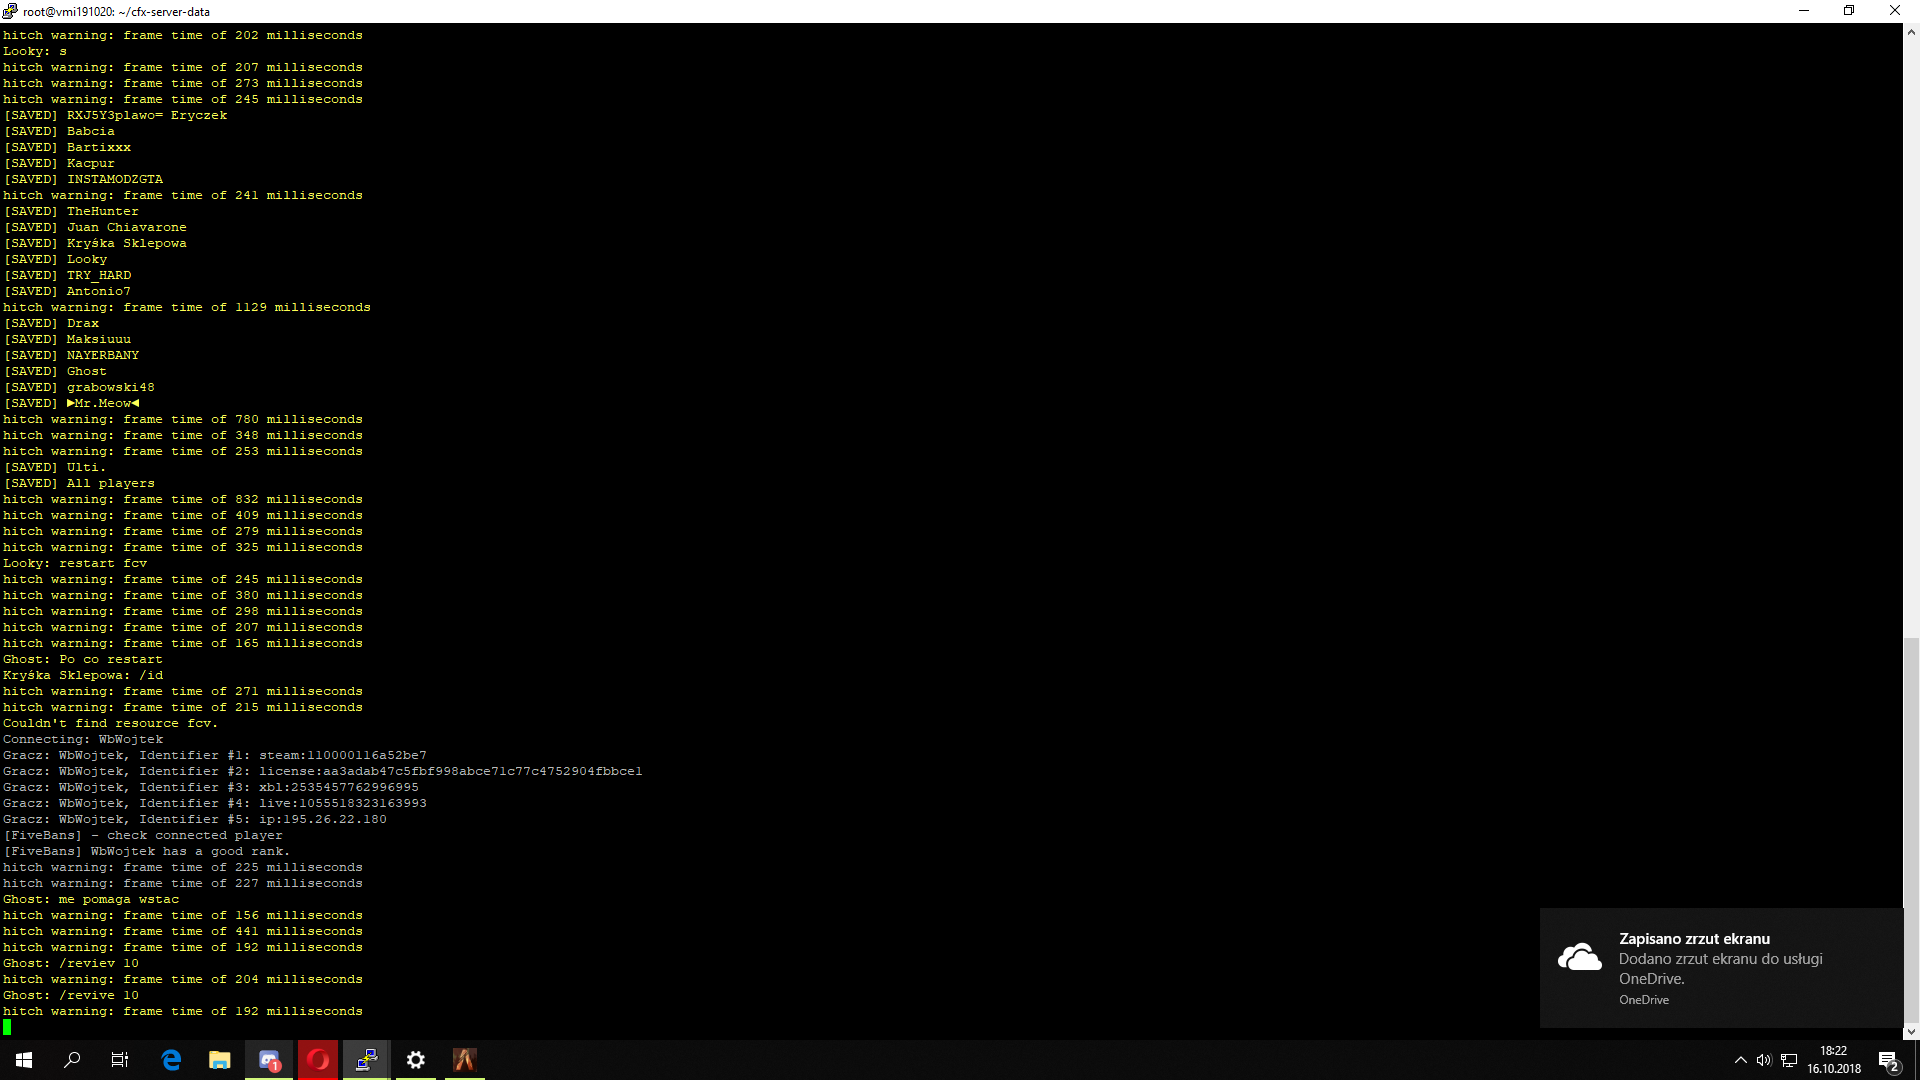 root@vmi191020: ~/cfx-server-data
hitch warning: frame time of 202 milliseconds
Looky: s
hitch warning: frame time of 207 milliseconds
hitch warning: frame time of 273 milliseconds
hitch warning: frame time of 245 milliseconds
[SAVED] RXJ5Y3plawo= Eryczek
[SAVED] Babcia
[SAVED] Bartixxx
[SAVED] Kacpur
[SAVED] INSTAMODZGTA
hitch warning: frame time of 241 milliseconds
[SAVED] TheHunter
[SAVED] Juan Chiavarone
[SAVED] Kryśka Sklepowa
[SAVED] Looky
[SAVED] TRY_HARD
[SAVED] Antonio7
hitch warning: frame time of 1129 milliseconds
[SAVED] Drax
[SAVED] Maksiuuu
[SAVED] NAYERBANY
[SAVED] Ghost
[SAVED] grabowski48
[SAVED] ►Mr.Meow◄
hitch warning: frame time of 780 milliseconds
hitch warning: frame time of 348 milliseconds
hitch warning: frame time of 253 milliseconds
[SAVED] Ulti.
[SAVED] All players
hitch warning: frame time of 832 milliseconds
hitch warning: frame time of 409 milliseconds
hitch warning: frame time of 279 milliseconds
hitch warning: frame time of 325 milliseconds
Looky: restart fcv
hitch warning: frame time of 245 milliseconds
hitch warning: frame time of 380 milliseconds
hitch warning: frame time of 298 milliseconds
hitch warning: frame time of 207 milliseconds
hitch warning: frame time of 165 milliseconds
Ghost: Po co restart
Kryśka Sklepowa: /id
hitch warning: frame time of 271 milliseconds
hitch warning: frame time of 215 milliseconds
Couldn't find resource fcv.
Connecting: WbWojtek
Gracz: WbWojtek, Identifier #1: steam:110000116a52be7
Gracz: WbWojtek, Identifier #2: license:aa3adab47c5fbf998abce71c77c4752904fbbce1
Gracz: WbWojtek, Identifier #3: xbl:2535457762996995
Gracz: WbWojtek, Identifier #4: live:1055518323163993
Gracz: WbWojtek, Identifier #5: ip:195.26.22.180
[FiveBans] - check connected player
[FiveBans] WbWojtek has a good rank.
hitch warning: frame time of 225 milliseconds
hitch warning: frame time of 227 milliseconds
Ghost: me pomaga wstac
hitch warning: frame time of 156 milliseconds
hitch warning: frame time of 441 milliseconds
hitch warning: frame time of 192 milliseconds
Ghost: /reviev 10
hitch warning: frame time of 204 milliseconds
Ghost: /revive 10
hitch warning: frame time of 192 milliseconds
Zapisano zrzut ekranu
Dodano zrzut ekranu do usługi
OneDrive.
OneDrive
1
18:22
16.10.2018
2